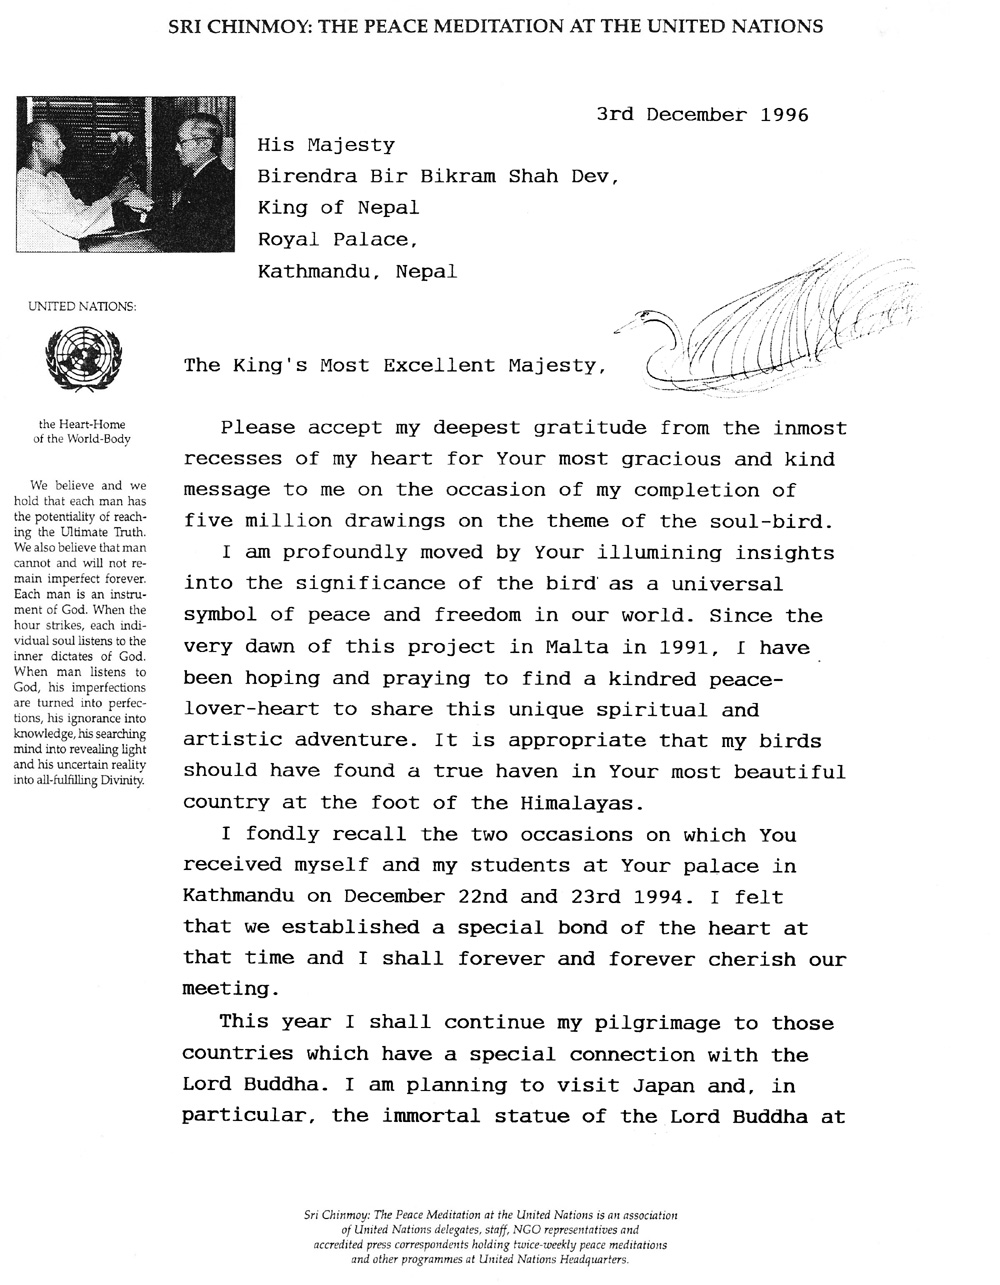 SRI CHINMOY: THE PEACE MEDITATION AT THE UNITED NATIONS
3rd December 1996
His Majesty
Birendra Bir Bikram Shah Dev,
King of Nepal
Royal Palace,
Kathmandu, Nepal
UNITED NATIONS:
the Heart-Home
of the World-Body
We believe and we
hold that each man has
the potentiality of reach-
ing the Ultimate Truth.
We also believe that man
cannot and will not re-
main imperfect forever.
Each man is an instru-
ment of God. When the
hour strikes, each indi-
vidual soul listens to the
inner dictates of God.
When man listens to
God, his imperfections
are turned into perfec-
tions, his ignorance into
knowledge, his searching
mind into revealing light
and his uncertain reality
into all-fulfilling Divinity.
The King's Most Excellent Majesty,
Please accept my deepest gratitude from the inmost
recesses of my heart for Your most gracious and kind
message to me on the occasion of my completion of
five million drawings on the theme of the soul-bird.
I am profoundly moved by Your illumining insights
into the significance of the bird as a universal
symbol of peace and freedom in our world. Since the
very dawn of this project in Malta in 1991, I have
been hoping and praying to find a kindred peace-
lover-heart to share this unique spiritual and
artistic adventure. It is appropriate that my birds
should have found a true haven in Your most beautiful
country at the foot of the Himalayas.
I fondly recall the two occasions on which You
received myself and my students at Your palace in
Kathmandu on December 22nd and 23rd 1994. I felt
that we established a special bond of the heart at
that time and I shall forever and forever cherish our
meeting.
This year I shall continue my pilgrimage to those
countries which have a special connection with the
Lord Buddha. I am planning to visit Japan and, in
particular, the immortal statue of the Lord Buddha at
Sri Chinmoy: The Peace Meditation at the United Nations is an association
of United Nations delegates, staff, NGO representatives and
accredited press correspondents holding twice-weekly peace meditations
and other programmes at United Nations Headquarters.